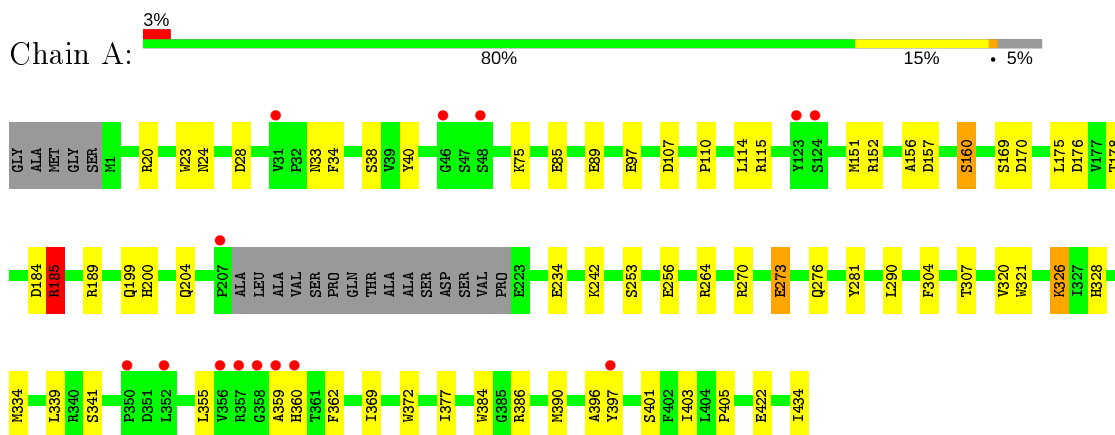 3%
Chain A:
80% 15% • 5%
GLY ALA MET GLY SER M1 R20 W23 N24 D28 V31 P32 N33 F34 S38 V39 Y40 G46 S47 S48 K75 E85 E89 E97 D107 P110 L114 R115 Y123 S124 M151 R152 A156 D157 S160 S169 D170 L175 D176 V177 T178
D184 R185 R189 Q199 H200 Q204 P207 ALA LEU ALA VAL SER PRO GLN THR ALA ALA SER ASP SER VAL PRO E223 E234 K242 S253 E256 R264 R270 E273 Q276 Y281 L290 F304 T307 V320 W321 K326 I327 H328
M334 L339 R340 S341 P350 D351 L352 L355 V356 R357 G358 A359 H360 T361 F362 I369 W372 I377 W384 G385 R386 M390 A396 Y397 S401 F402 I403 L404 P405 E422 I434